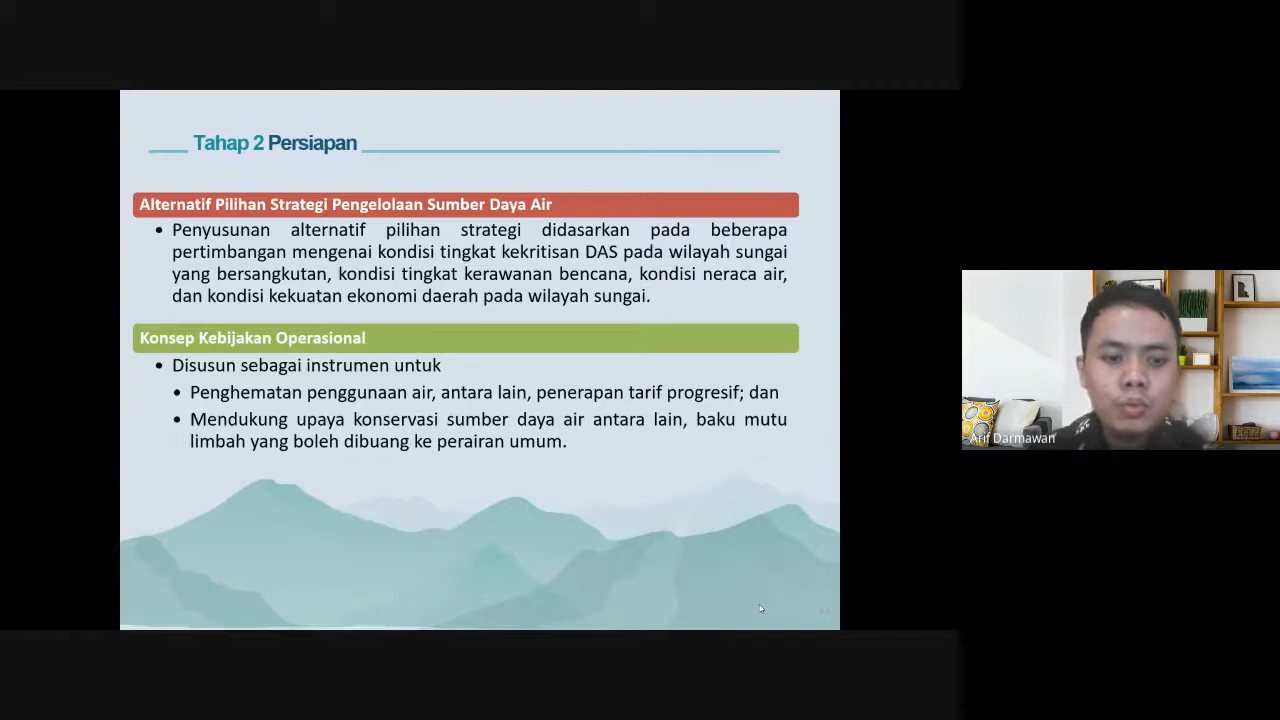 Tahap 2 Persiapan
Alternatif Pilihan Strategi Pengelolaan Sumber Daya Air
• Penyusunan alternatif pilihan strategi didasarkan pada beberapa
pertimbangan mengenai kondisi tingkat kekritisan DAS pada wilayah sungai
yang bersangkutan, kondisi tingkat kerawanan bencana, kondisi neraca air,
dan kondisi kekuatan ekonomi daerah pada wilayah sungai.
Konsep Kebijakan Operasional
• Disusun sebagai instrumen untuk
• Penghematan penggunaan air, antara lain, penerapan tarif progresif; dan
• Mendukung upaya konservasi sumber daya air antara lain, baku mutu
limbah yang boleh dibuang ke perairan umum.
Arif Darmawan